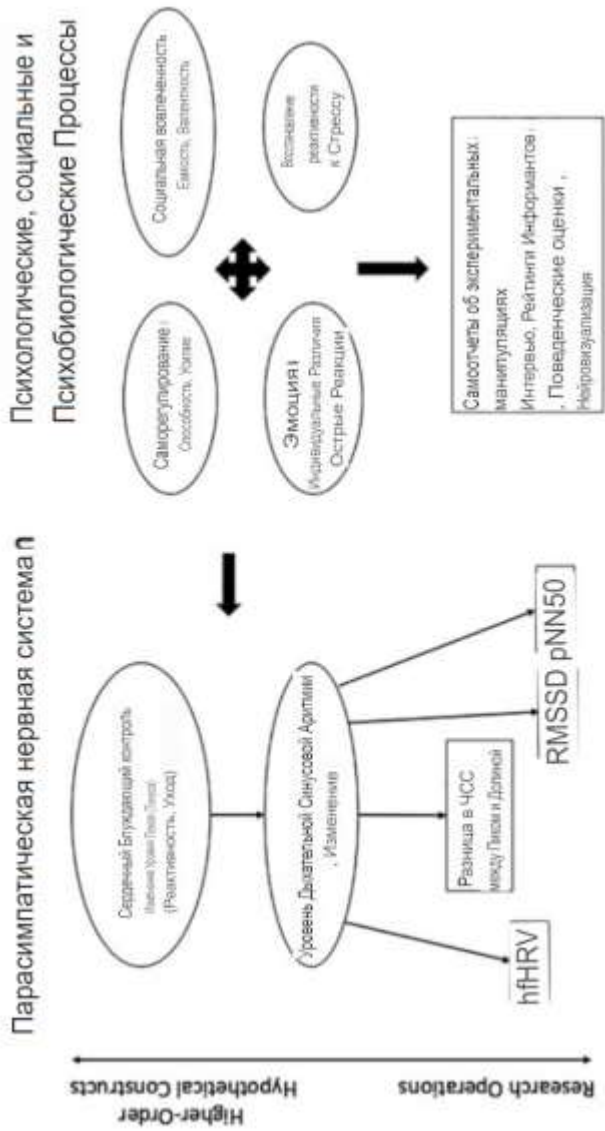 Парасимпатическая нервная система п
Психологические, социальные и
Психобиологические Процессы
Higher-Order
Hypothetical Constructs
Research Operations
Сердечный Блуждающий контроль
(Реактивность, Уход)
Уровень Дыхательной Синусовой Аритмии
, Изменение
hfHRV
Разница в ЧСС
между Пиком и Долиной
RMSSD pNN50
Саморегулирование:
Способность, Усилие
Социальная вовлеченность
Емкость, Валентность
Эмоция:
Индивидуальные Различия
Острые Реакции
реактивности
к Стрессу
Самоотчеты об экспериментальных:
манипуляциях
Интервью, Рейтинги Информантов:
, Поведенческие оценки ,
Нейровизуализация